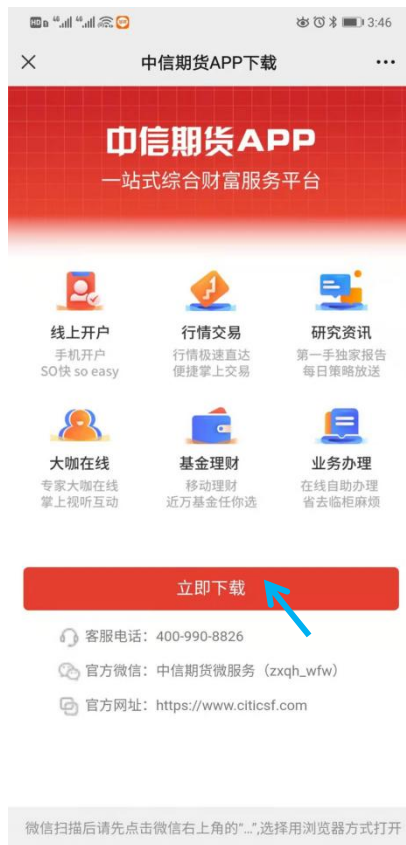 HD B 4G 4G 3:46
中信期货APP下载
中信期货APP
一站式综合财富服务平台
线上开户 行情交易 研究资讯
手机开户 行情极速直达 第一手独家报告
SO快 so easy 便捷掌上交易 每日策略放送
大咖在线 基金理财 业务办理
专家大咖在线 移动理财 在线自助办理
掌上视听互动 近万基金任你选 省去临柜麻烦
立即下载
客服电话：400-990-8826
官方微信：中信期货微服务（zxqh_wfw）
官方网址：https://www.citicsf.com
微信扫描后请先点击微信右上角的“...”,选择用浏览器方式打开